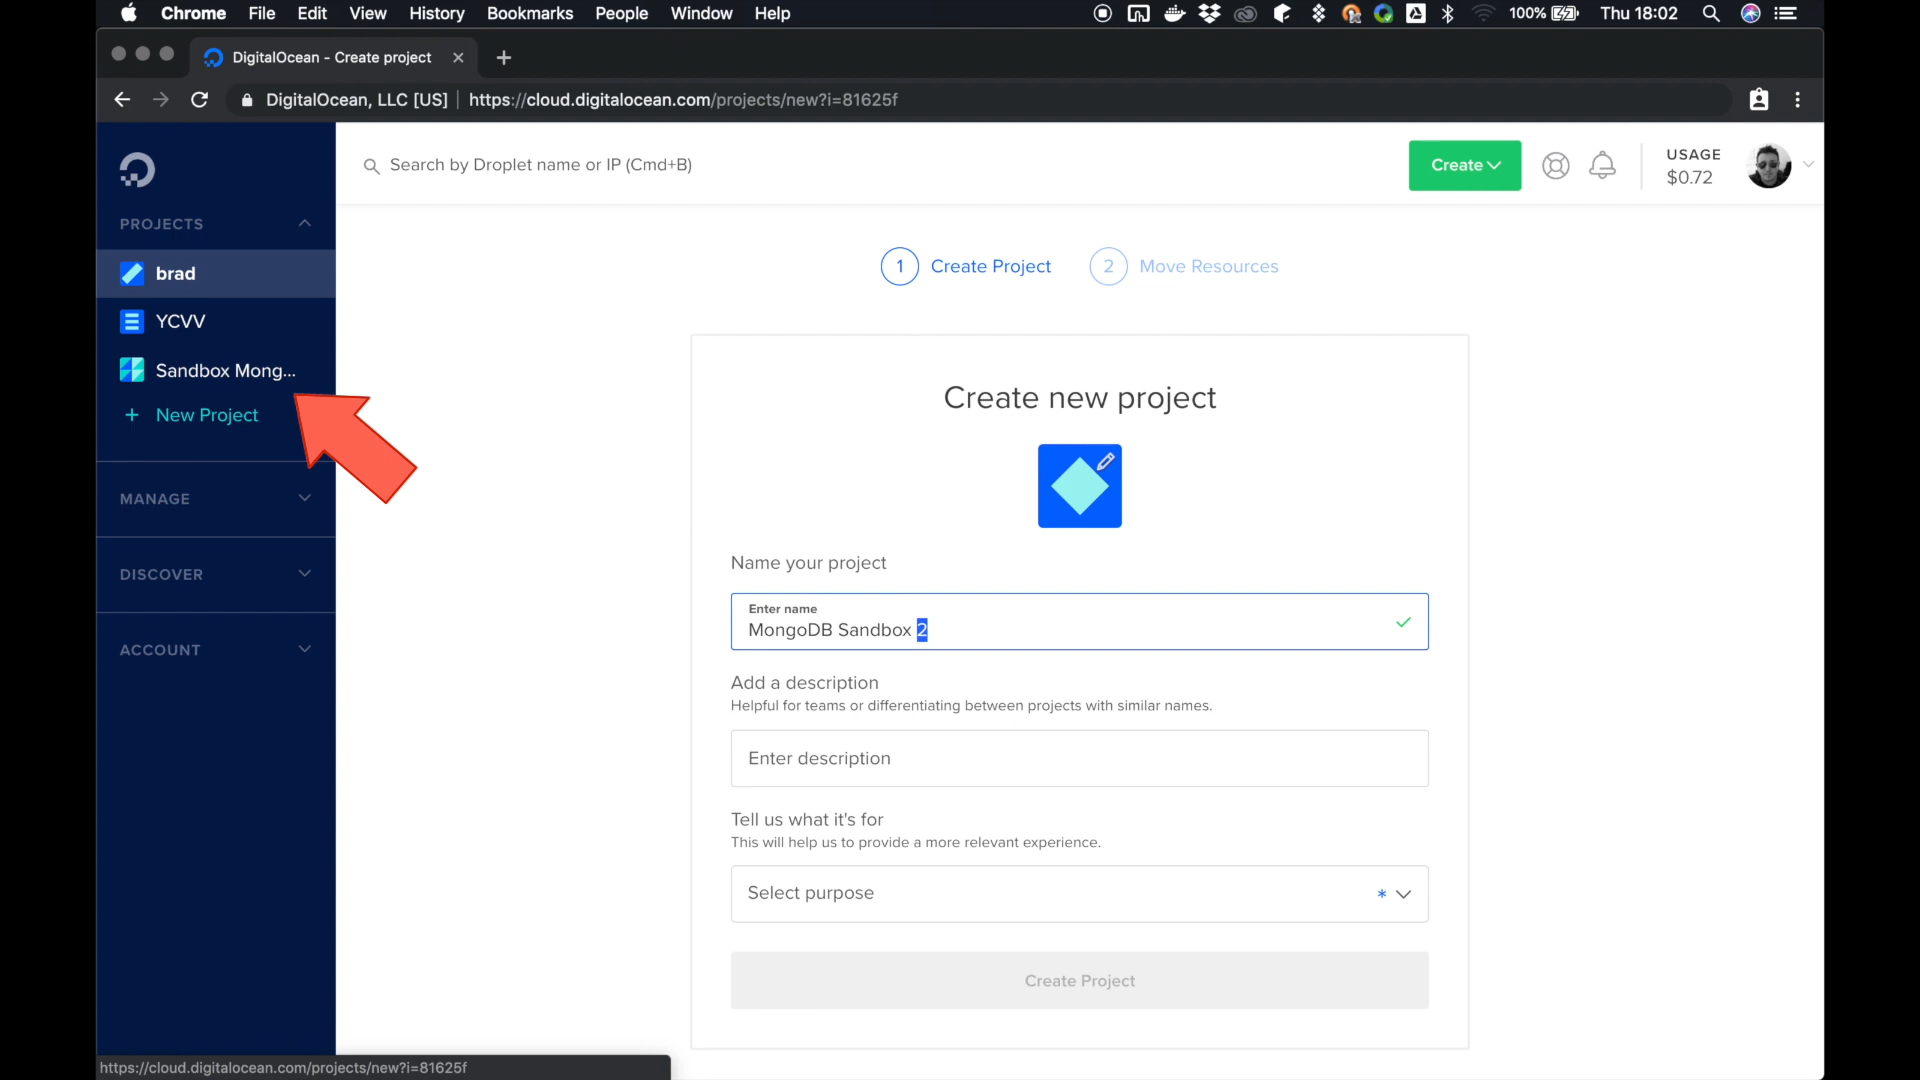 Chrome File Edit View History Bookmarks People Window Help 100% Thu 18:02
DigitalOcean - Create project
DigitalOcean, LLC [US] https://cloud.digitalocean.com/projects/new?i=81625f
Search by Droplet name or IP (Cmd+B)
Create
USAGE
$0.72
PROJECTS
brad
YCVV
Sandbox Mong...
+ New Project
MANAGE
DISCOVER
ACCOUNT
1 Create Project 2 Move Resources
Create new project
Name your project
Enter name
MongoDB Sandbox 2
Add a description
Helpful for teams or differentiating between projects with similar names.
Enter description
Tell us what it's for
This will help us to provide a more relevant experience.
Select purpose *
Create Project
https://cloud.digitalocean.com/projects/new?i=81625f